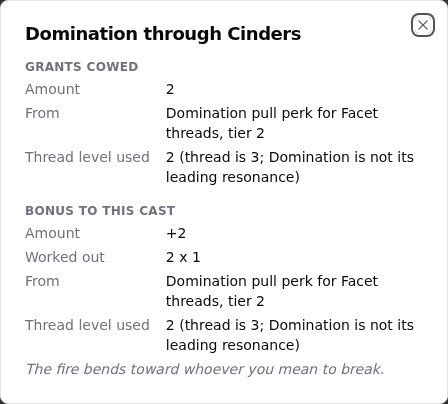 Domination through Cinders
GRANTS COWED
Amount 2
From Domination pull perk for Facet
threads, tier 2
Thread level used 2 (thread is 3; Domination is not its
leading resonance)
BONUS TO THIS CAST
Amount +2
Worked out 2 x 1
From Domination pull perk for Facet
threads, tier 2
Thread level used 2 (thread is 3; Domination is not its
leading resonance)
The fire bends toward whoever you mean to break.